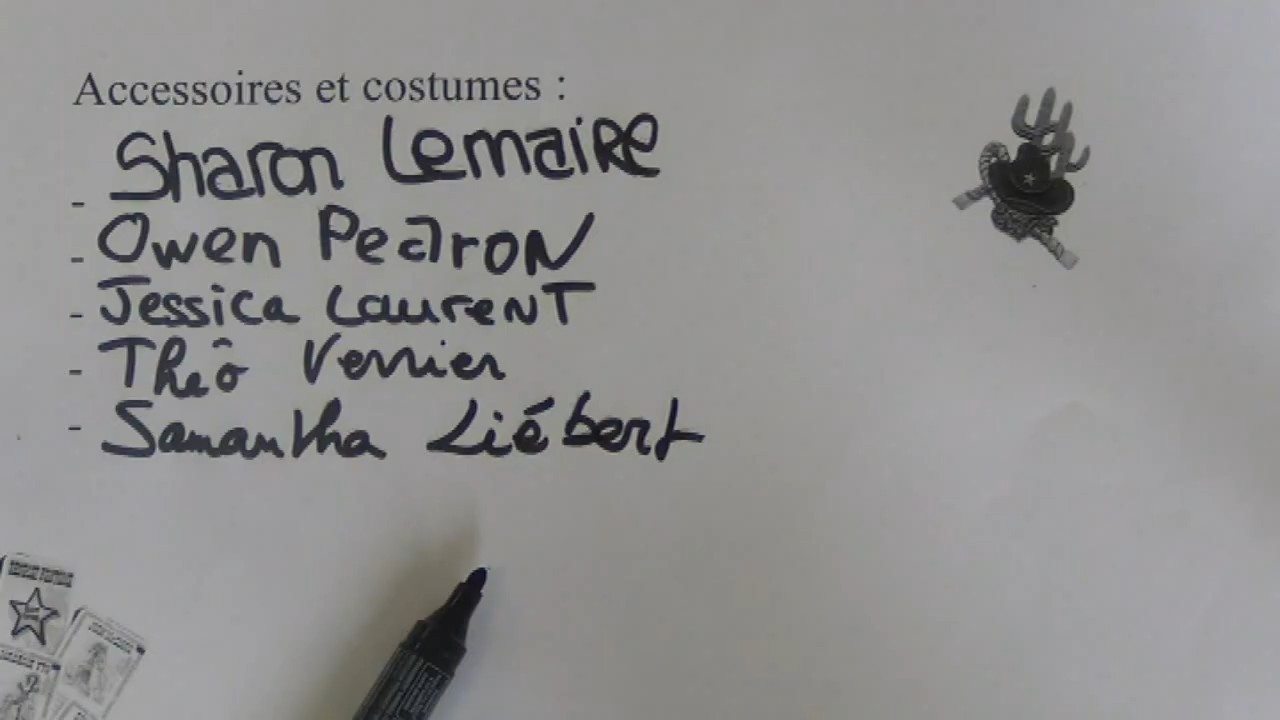 Accessoires et costumes :
- Sharon Lemaire
- Owen Pearon
- Jessica Laurent
- Théo Verrier
- Samantha Liébert